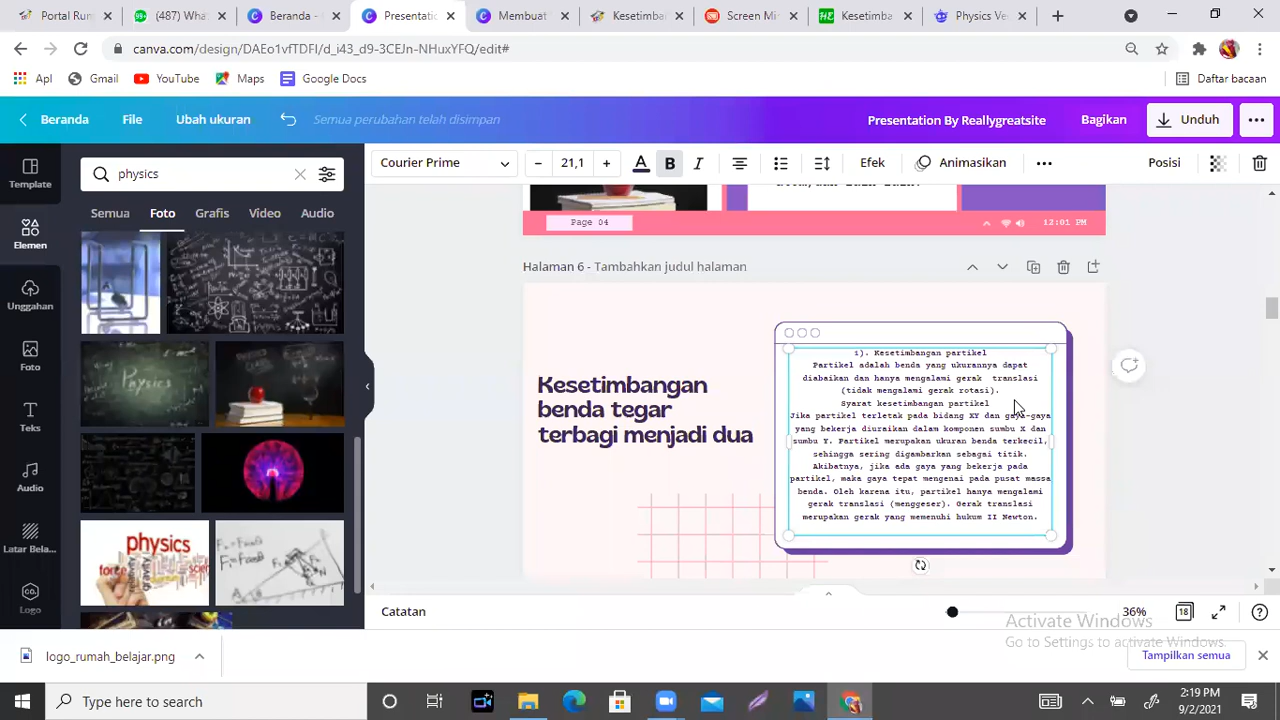 Portal Rum
(487) Wha
Beranda -
Presentatio
Membuat
Kesetimban
Screen Mi
Kesetimba
Physics Ve
canva.com/design/DAEo1vfTDFI/d_i43_d9-3CEJn-NHuxYFQ/edit#
Apl
Gmail
YouTube
Maps
Google Docs
Daftar bacaan
Beranda
File
Ubah ukuran
Semua perubahan telah disimpan
Presentation By Reallygreatsite
Bagikan
Unduh
Template
Elemen
Unggahan
Foto
Teks
Audio
Latar Bela...
Logo
physics
Semua
Foto
Grafis
Video
Audio
physics
Courier Prime
21,1
A
B
I
Efek
Animasikan
Posisi
Page 04
12:01 PM
Halaman 6 - Tambahkan judul halaman
Kesetimbangan
benda tegar
terbagi menjadi dua
1). Kesetimbangan partikel
Partikel adalah benda yang ukurannya dapat
diabaikan dan hanya mengalami gerak translasi
(tidak mengalami gerak rotasi).
Syarat kesetimbangan partikel
Jika partikel terletak pada bidang XY dan gaya-gaya
yang bekerja diuraikan dalam komponen sumbu X dan
sumbu Y. Partikel merupakan ukuran benda terkecil,
sehingga sering digambarkan sebagai titik.
Akibatnya, jika ada gaya yang bekerja pada
partikel, maka gaya tepat mengenai pada pusat massa
benda. Oleh karena itu, partikel hanya mengalami
gerak translasi (menggeser). Gerak translasi
merupakan gerak yang memenuhi hukum II Newton.
Catatan
36%
18
Activate Windows
Go to Settings to activate Windows.
logo_rumah_belajar.png
Tampilkan semua
Type here to search
2:19 PM
9/2/2021